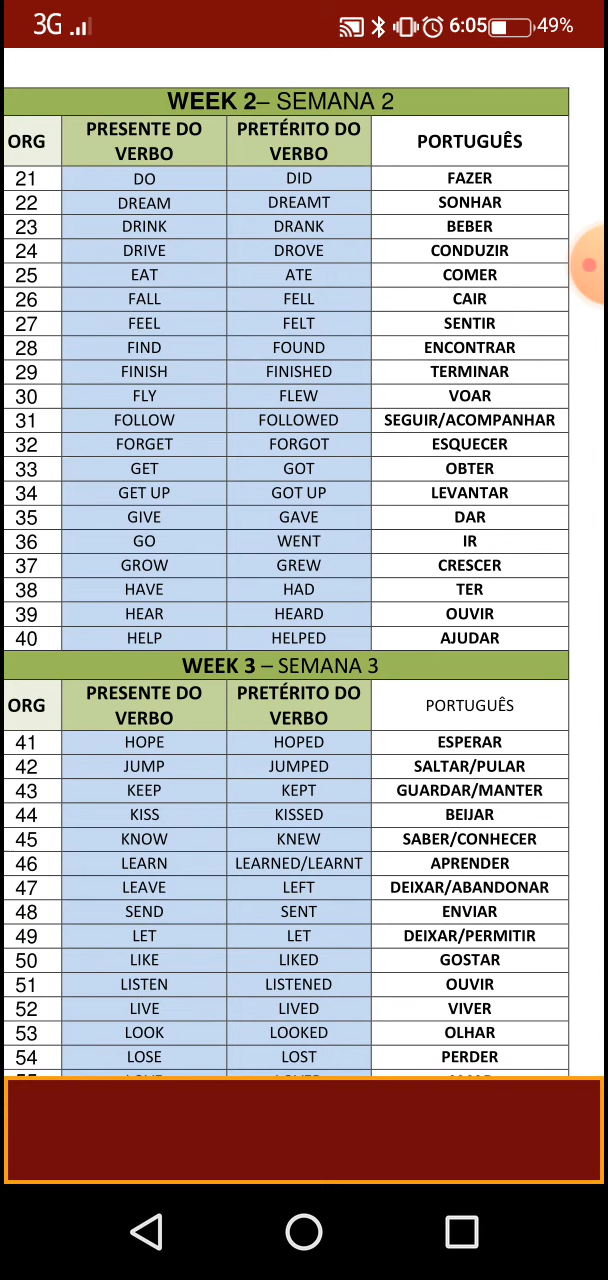 3G 6:05 49%
WEEK 2– SEMANA 2
ORG PRESENTE DO VERBO PRETÉRITO DO VERBO PORTUGUÊS
21 DO DID FAZER
22 DREAM DREAMT SONHAR
23 DRINK DRANK BEBER
24 DRIVE DROVE CONDUZIR
25 EAT ATE COMER
26 FALL FELL CAIR
27 FEEL FELT SENTIR
28 FIND FOUND ENCONTRAR
29 FINISH FINISHED TERMINAR
30 FLY FLEW VOAR
31 FOLLOW FOLLOWED SEGUIR/ACOMPANHAR
32 FORGET FORGOT ESQUECER
33 GET GOT OBTER
34 GET UP GOT UP LEVANTAR
35 GIVE GAVE DAR
36 GO WENT IR
37 GROW GREW CRESCER
38 HAVE HAD TER
39 HEAR HEARD OUVIR
40 HELP HELPED AJUDAR
WEEK 3 – SEMANA 3
ORG PRESENTE DO VERBO PRETÉRITO DO VERBO PORTUGUÊS
41 HOPE HOPED ESPERAR
42 JUMP JUMPED SALTAR/PULAR
43 KEEP KEPT GUARDAR/MANTER
44 KISS KISSED BEIJAR
45 KNOW KNEW SABER/CONHECER
46 LEARN LEARNED/LEARNT APRENDER
47 LEAVE LEFT DEIXAR/ABANDONAR
48 SEND SENT ENVIAR
49 LET LET DEIXAR/PERMITIR
50 LIKE LIKED GOSTAR
51 LISTEN LISTENED OUVIR
52 LIVE LIVED VIVER
53 LOOK LOOKED OLHAR
54 LOSE LOST PERDER